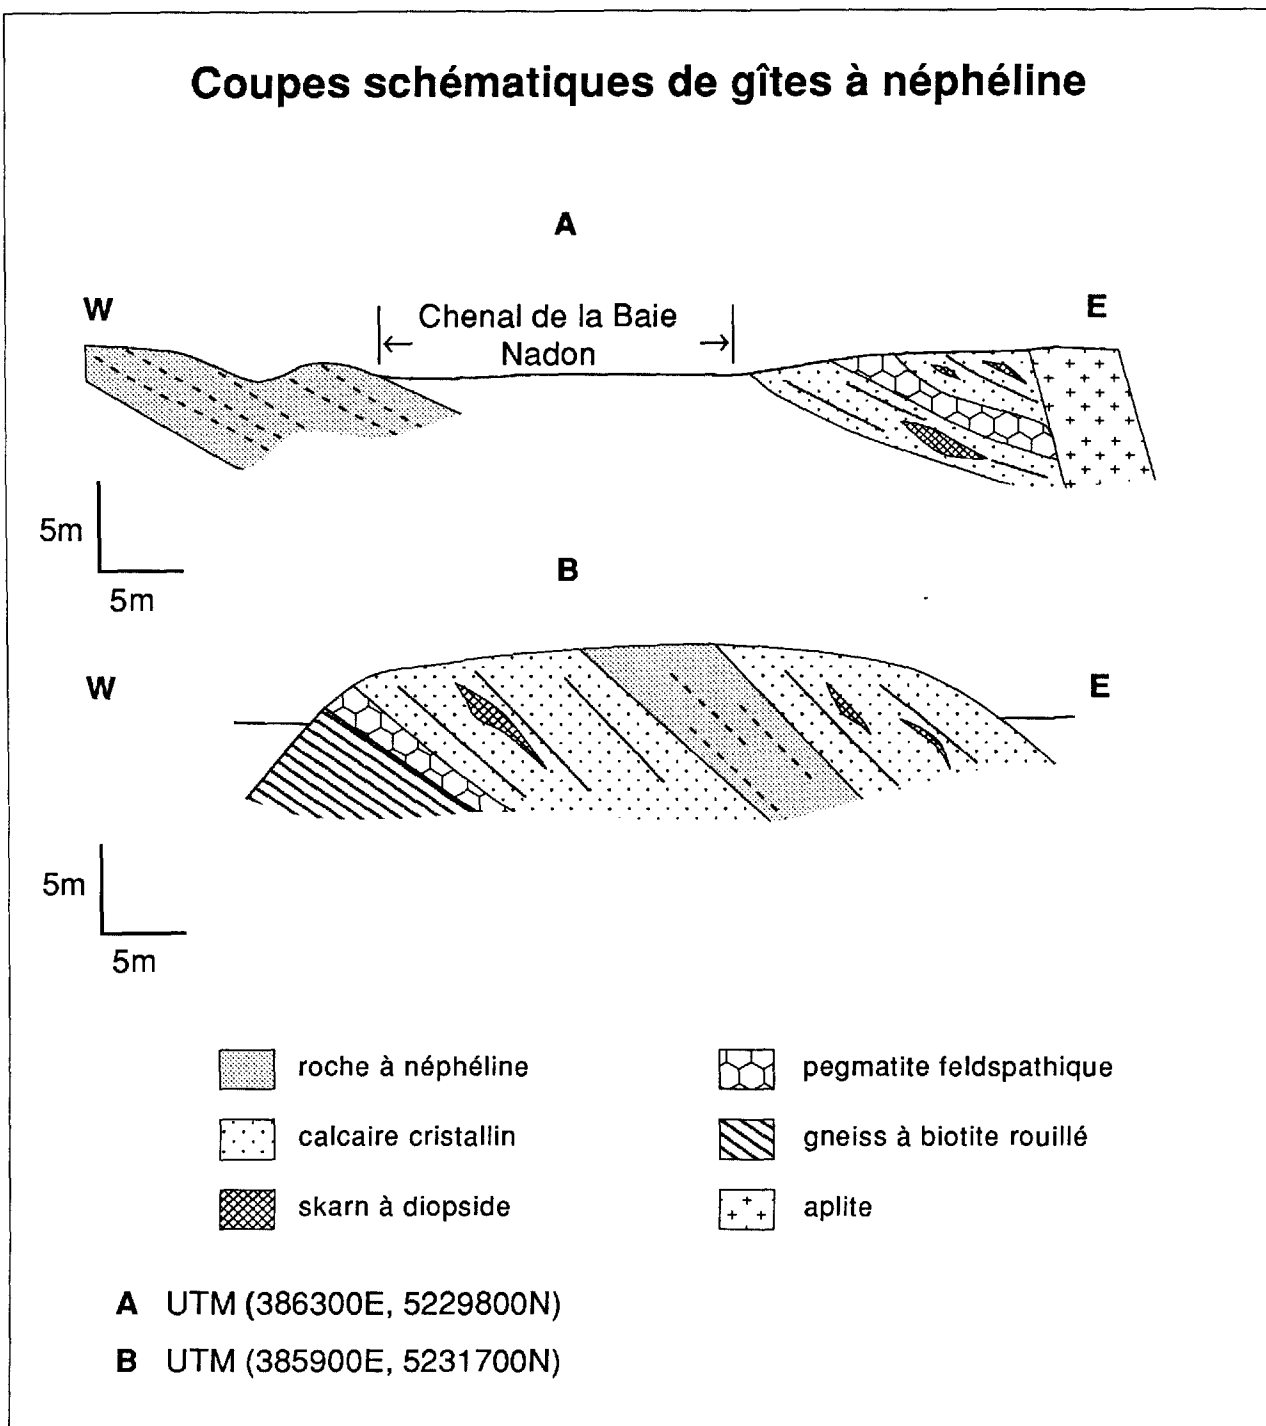 Coupes schématiques de gîtes à néphéline
A
W
E
Chenal de la Baie
Nadon
5m
5m
B
W
E
5m
5m
roche à néphéline
pegmatite feldspathique
calcaire cristallin
gneiss à biotite rouillé
skarn à diopside
aplite
A UTM (386300E, 5229800N)
B UTM (385900E, 5231700N)